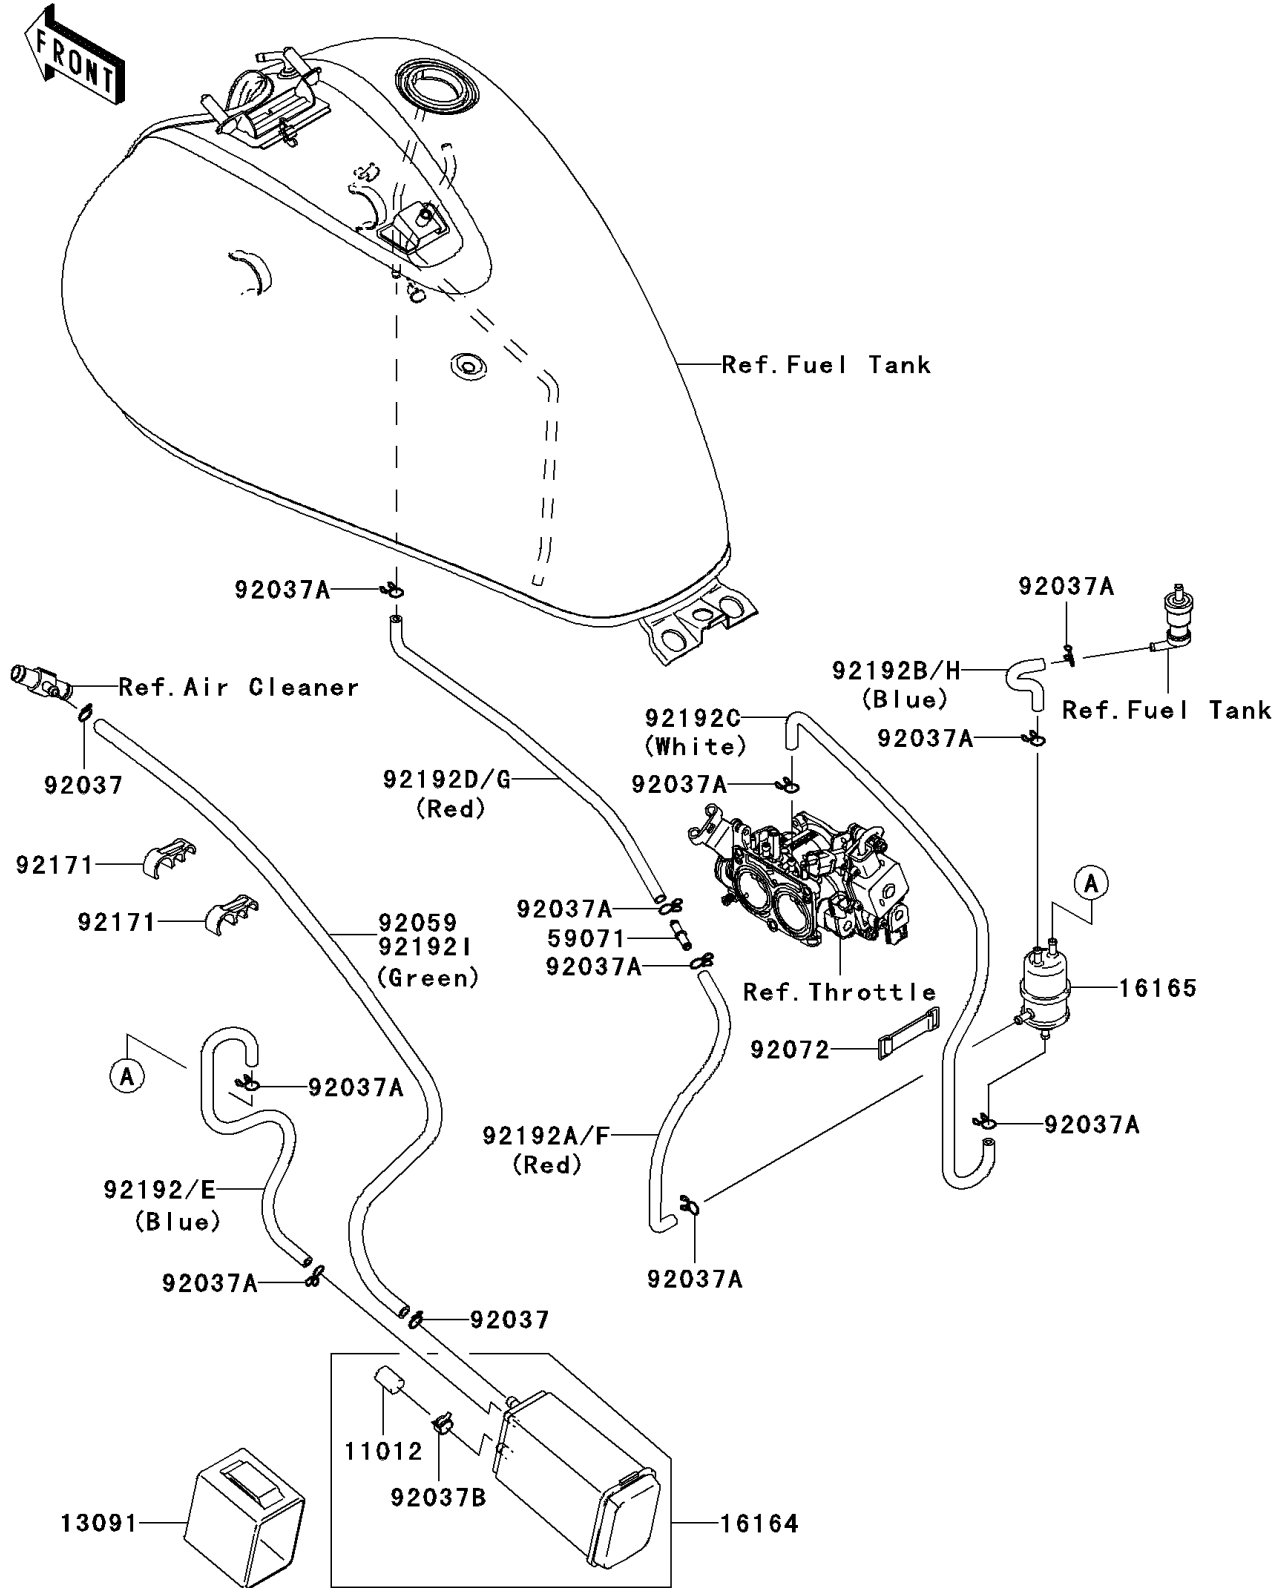 FRONT
Ref.Fuel Tank
92037A
92037A
92192B/H
(Blue)
Ref.Fuel Tank
Ref.Air Cleaner
92192C
(White)
92037A
92037
92192D/G
(Red)
92037A
92171
A
92171
92059
92192I
(Green)
92037A
59071
92037A
Ref.Throttle
16165
92072
A
92037A
92192A/F
(Red)
92037A
92192/E
(Blue)
92037A
92037A
92037
11012
92037B
13091
16164